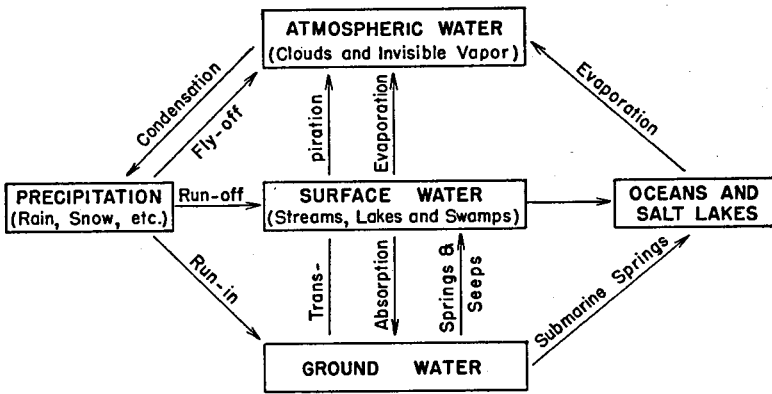 ATMOSPHERIC WATER
(Clouds and Invisible Vapor)
Condensation
Fly-off
piration
Evaporation
Evaporation
PRECIPITATION
(Rain, Snow, etc.)
Run-off
SURFACE WATER
(Streams, Lakes and Swamps)
OCEANS AND
SALT LAKES
Run-in
Trans-
Absorption
Springs &
Seeps
Submarine Springs
GROUND WATER